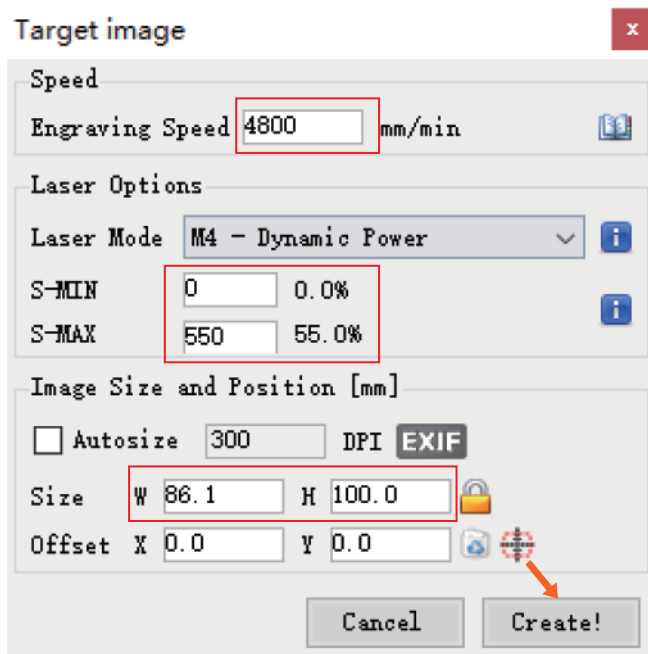 Target image x
Speed
Engraving Speed 4800 mm/min
Laser Options
Laser Mode M4 - Dynamic Power i
S-MIN 0 0.0%
i
S-MAX 550 55.0%
Image Size and Position [mm]
Autosize 300 DPI EXIF
Size W 86.1 H 100.0
Offset X 0.0 Y 0.0
Cancel Create!